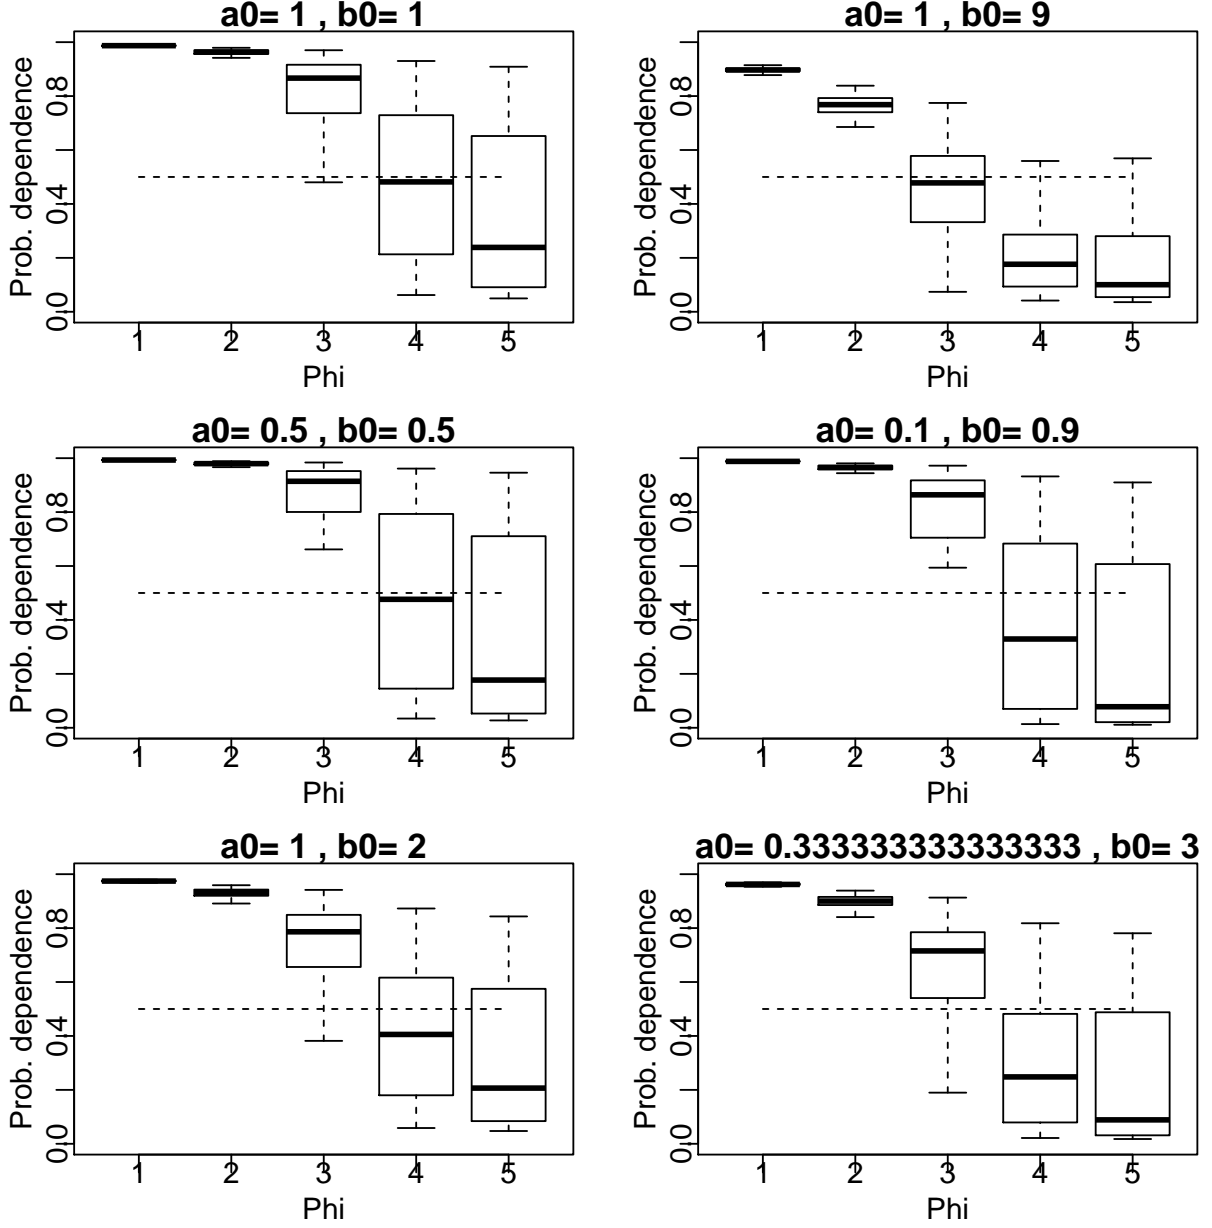 a0= 1 , b0= 1
Prob. dependence
0.0 0.4 0.8
1 2 3 4 5
Phi
a0= 1 , b0= 9
Prob. dependence
0.0 0.4 0.8
1 2 3 4 5
Phi
a0= 0.5 , b0= 0.5
Prob. dependence
0.0 0.4 0.8
1 2 3 4 5
Phi
a0= 0.1 , b0= 0.9
Prob. dependence
0.0 0.4 0.8
1 2 3 4 5
Phi
a0= 1 , b0= 2
Prob. dependence
0.0 0.4 0.8
1 2 3 4 5
Phi
a0= 0.333333333333333 , b0= 3
Prob. dependence
0.0 0.4 0.8
1 2 3 4 5
Phi